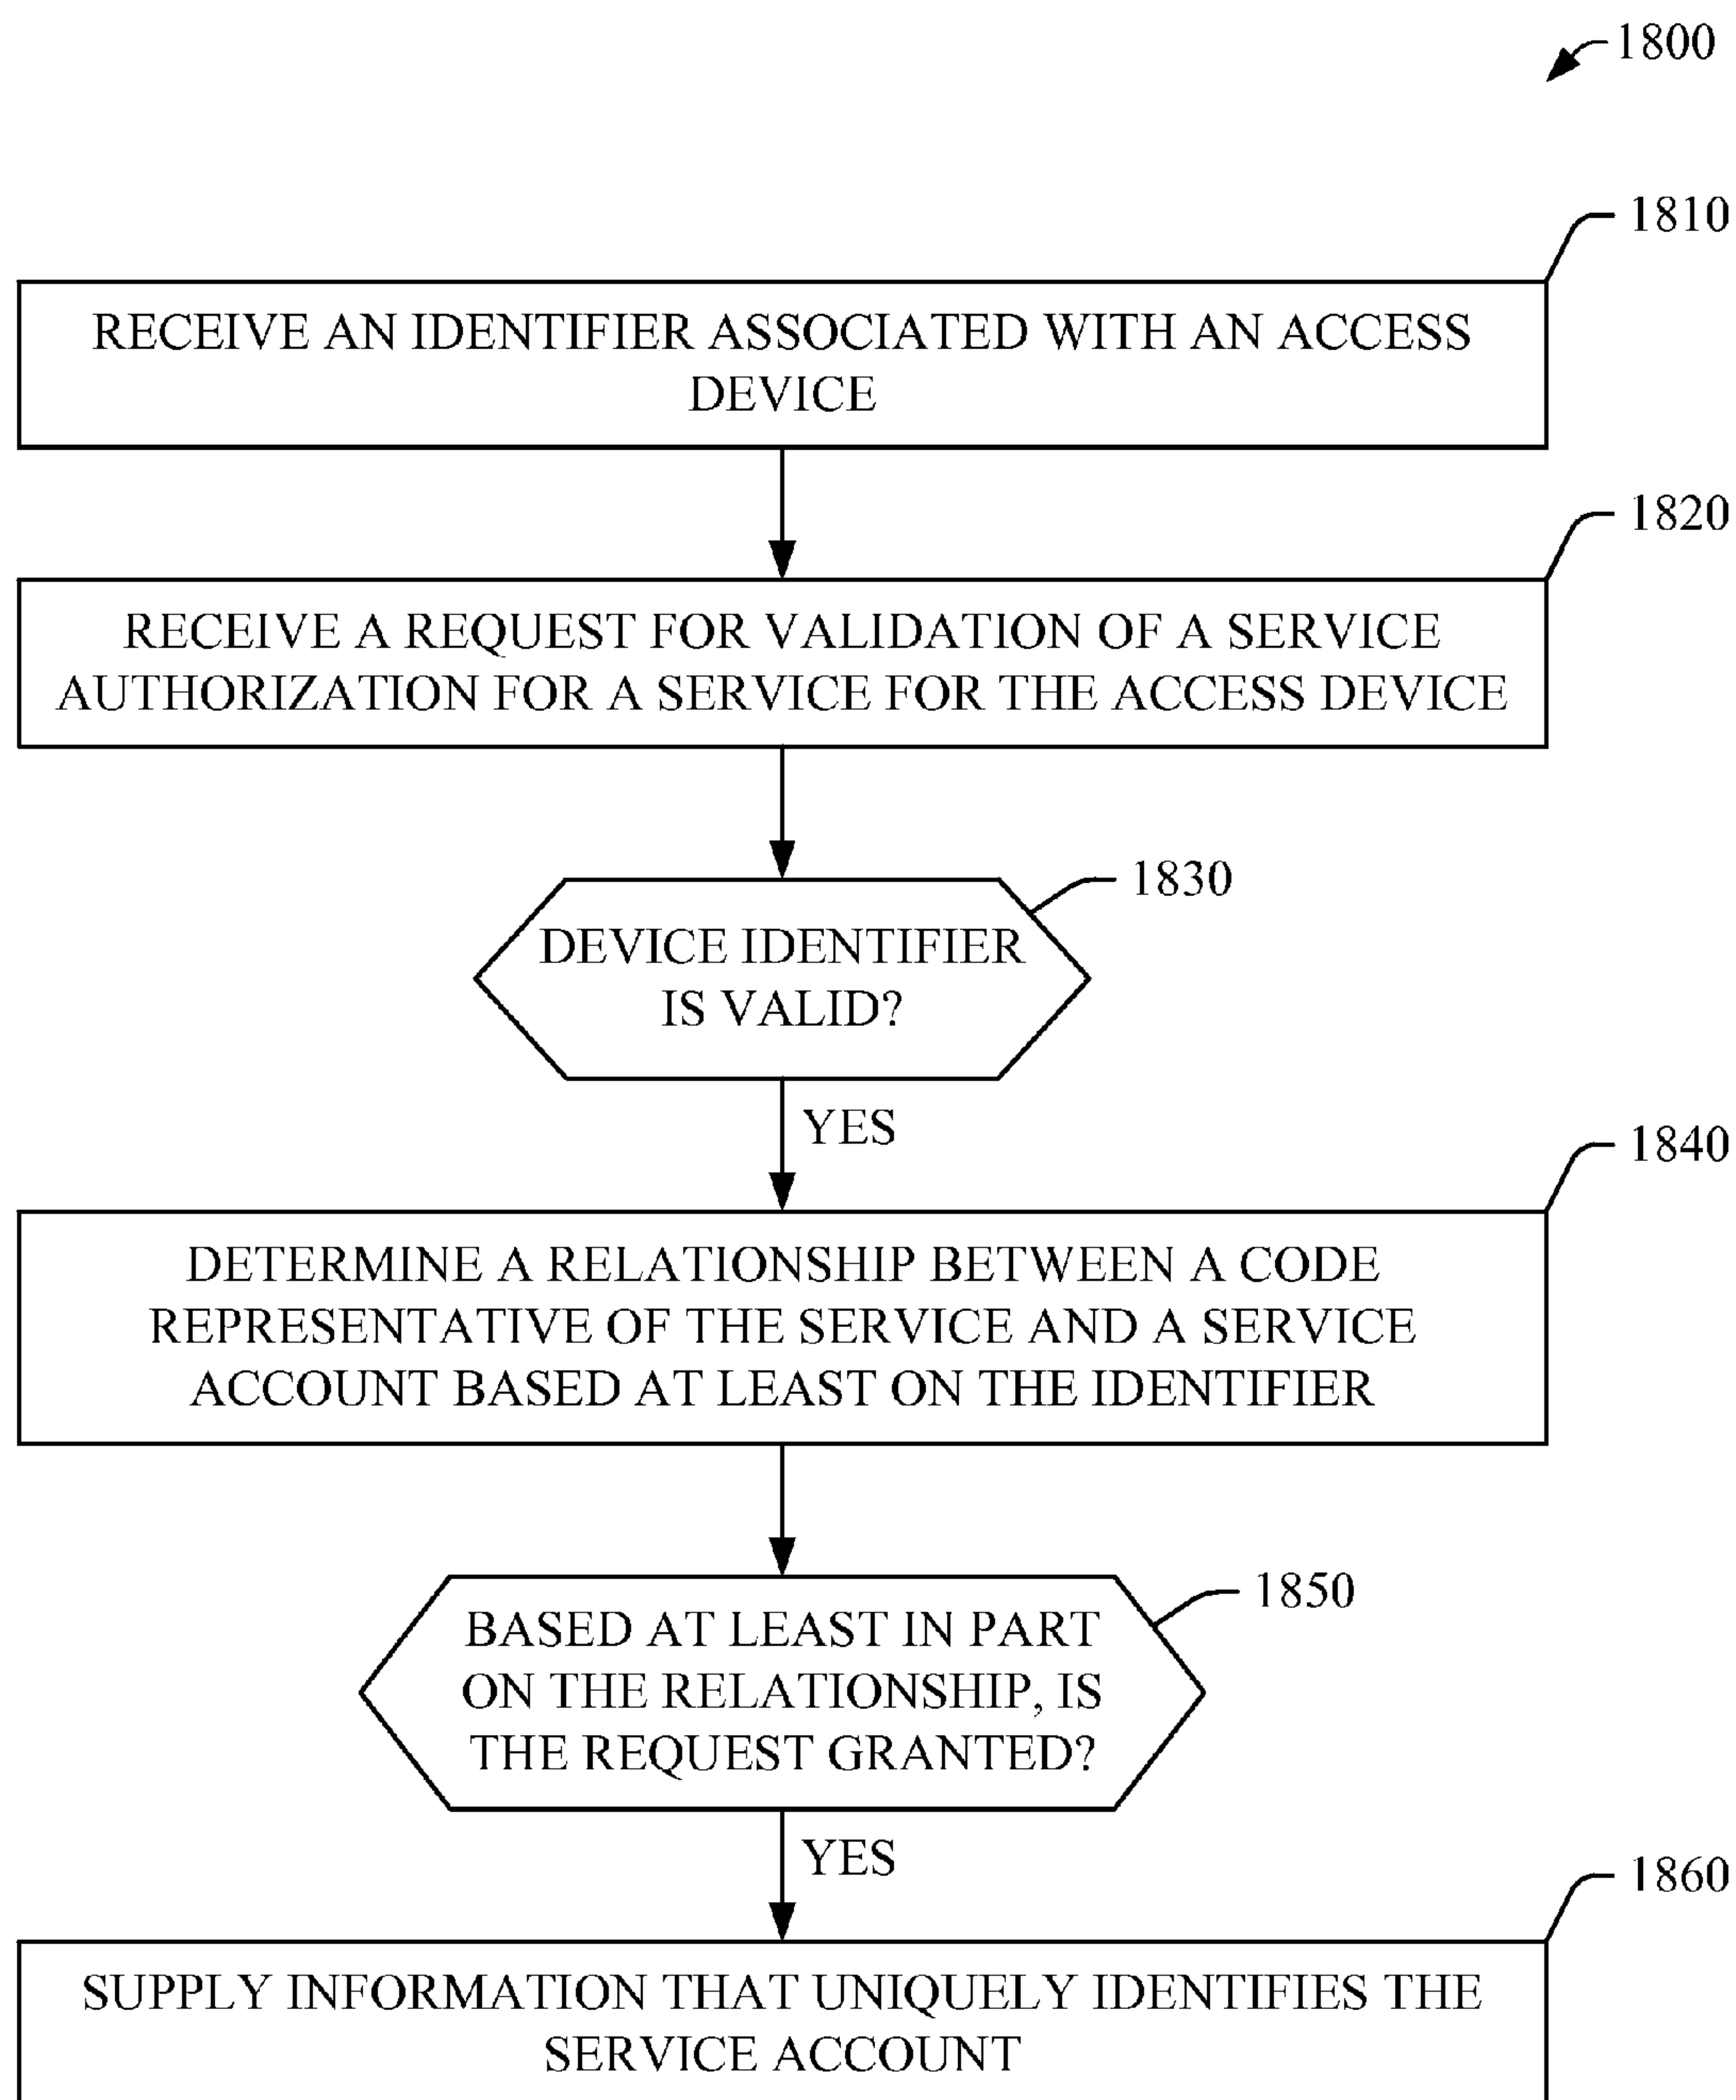 1800
1810
RECEIVE AN IDENTIFIER ASSOCIATED WITH AN ACCESS
DEVICE
1820
RECEIVE A REQUEST FOR VALIDATION OF A SERVICE
AUTHORIZATION FOR A SERVICE FOR THE ACCESS DEVICE
1830
DEVICE IDENTIFIER
IS VALID?
YES
1840
DETERMINE A RELATIONSHIP BETWEEN A CODE
REPRESENTATIVE OF THE SERVICE AND A SERVICE
ACCOUNT BASED AT LEAST ON THE IDENTIFIER
1850
BASED AT LEAST IN PART
ON THE RELATIONSHIP, IS
THE REQUEST GRANTED?
YES
1860
SUPPLY INFORMATION THAT UNIQUELY IDENTIFIES THE
SERVICE ACCOUNT